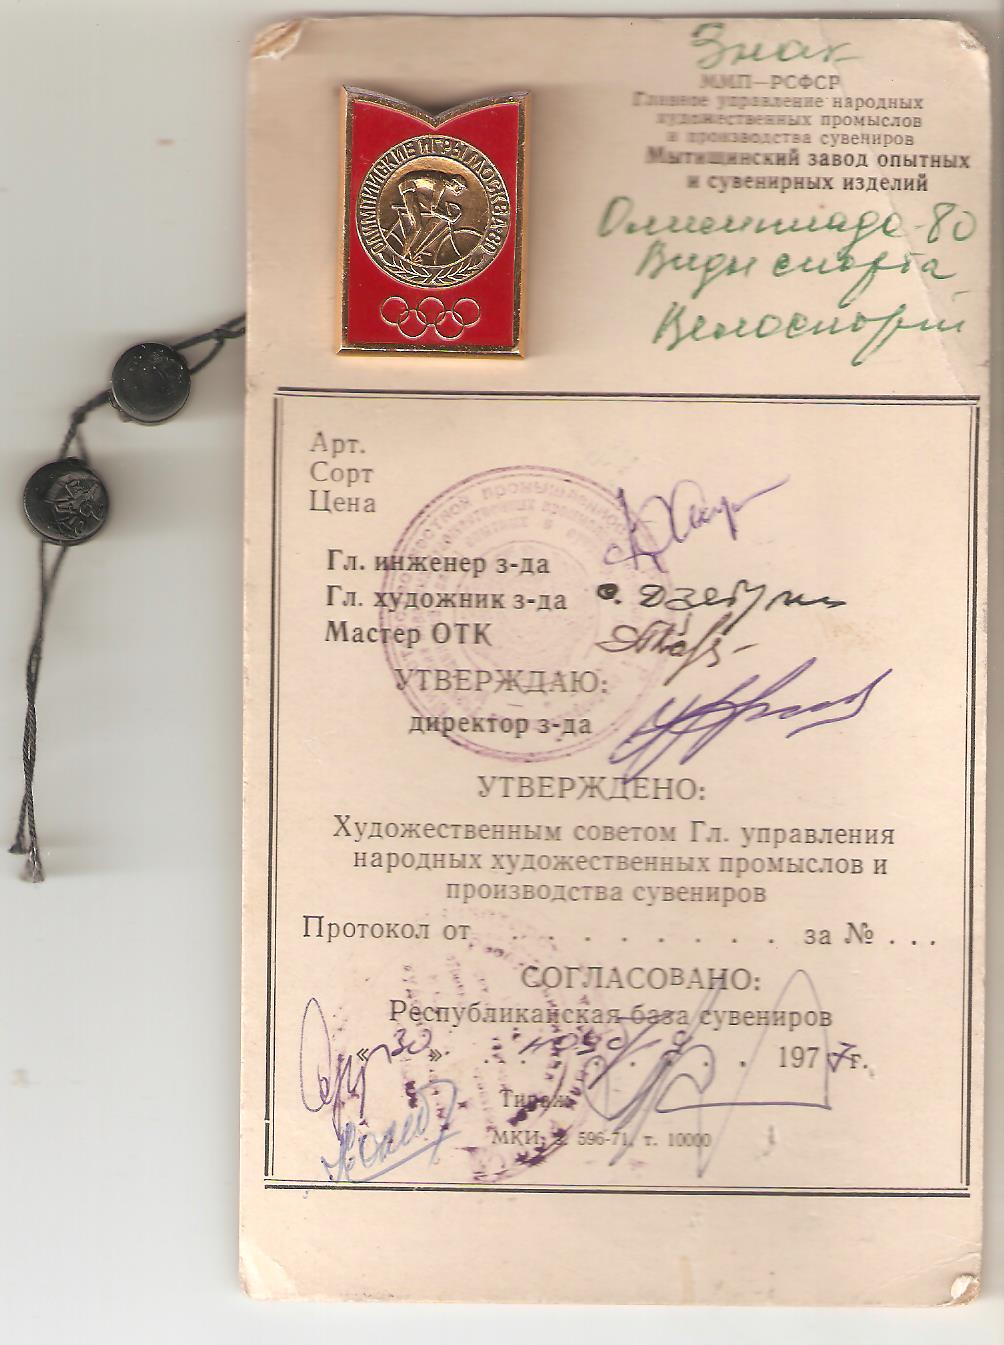 Знак
ММП—РСФСР
Главное управление народных
художественных промыслов
и производства сувениров
Мытищинский завод опытных
и сувенирных изделий
Олимпиада-80
Виды спорта
Велоспорт
ОЛИМПИЙСКИЕ ИГРЫ МОСКВА·80
Арт.
Сорт
Цена
Гл. инженер з-да
Гл. художник з-да
Мастер ОТК
УТВЕРЖДАЮ:
директор з-да
УТВЕРЖДЕНО:
Художественным советом Гл. управления
народных художественных промыслов и
производства сувениров
Протокол от . . . . . . . . . за № . . .
СОГЛАСОВАНО:
Республиканская база сувениров
«30» 1977г.
Тираж
МКИ, з. 596-71, т. 10000